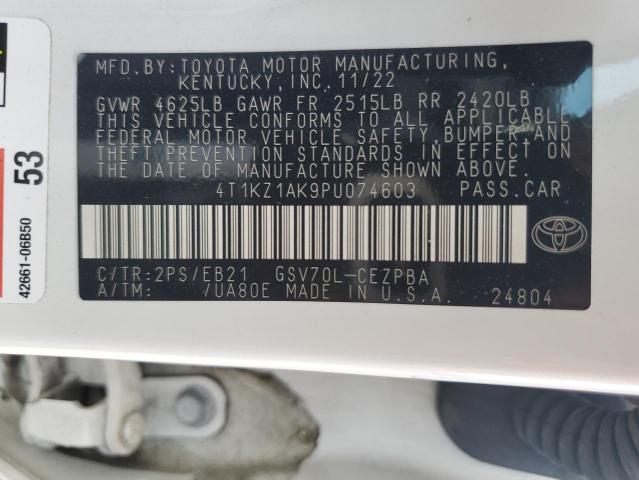 MFD.BY:TOYOTA MOTOR MANUFACTURING,
KENTUCKY, INC. 11/22
GVWR 4625LB GAWR FR 2515LB RR 2420LB
THIS VEHICLE CONFORMS TO ALL APPLICABLE
FEDERAL MOTOR VEHICLE SAFETY, BUMPER AND
THEFT PREVENTION STANDARDS IN EFFECT ON
THE DATE OF MANUFACTURE SHOWN ABOVE.
4T1KZ1AK9PU074603 PASS.CAR
C/TR:2PS/EB21 GSV70L-CEZPBA
A/TM: /UA80E MADE IN U.S.A. 24804
53
42661-06B50